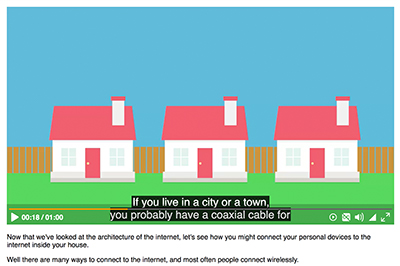 If you live in a city or a town,
you probably have a coaxial cable for
00:18 / 01:00
Now that we've looked at the architecture of the internet, let's see how you might connect your personal devices to the
internet inside your house.
Well there are many ways to connect to the internet, and most often people connect wirelessly.